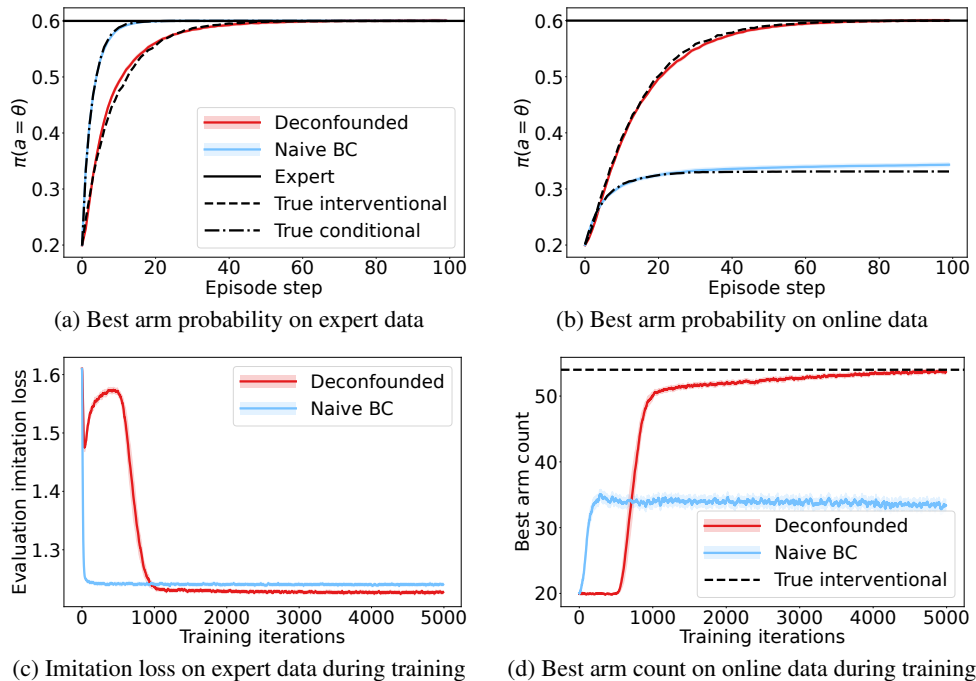 0.6
0.5
0.4
0.3
0.2
π(a = θ)
Deconfounded
Naive BC
Expert
True interventional
True conditional
0 20 40 60 80 100
Episode step
(a) Best arm probability on expert data
0.6
0.5
0.4
0.3
0.2
π(a = θ)
0 20 40 60 80 100
Episode step
(b) Best arm probability on online data
1.6
1.5
1.4
1.3
Evaluation imitation loss
Deconfounded
Naive BC
0 1000 2000 3000 4000 5000
Training iterations
(c) Imitation loss on expert data during training
50
40
30
20
Best arm count
Deconfounded
Naive BC
True interventional
0 1000 2000 3000 4000 5000
Training iterations
(d) Best arm count on online data during training